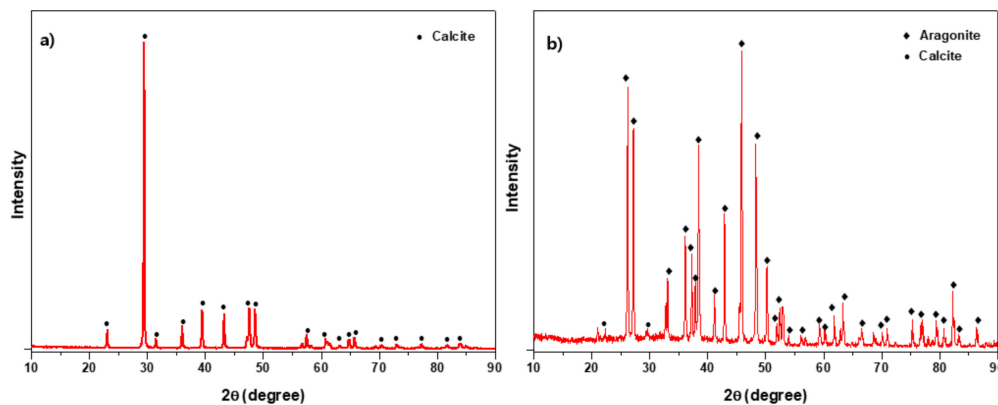 a)
● Calcite
Intensity
10 20 30 40 50 60 70 80 90
2θ (degree)
b)
◆ Aragonite
● Calcite
Intensity
10 20 30 40 50 60 70 80 90
2θ (degree)